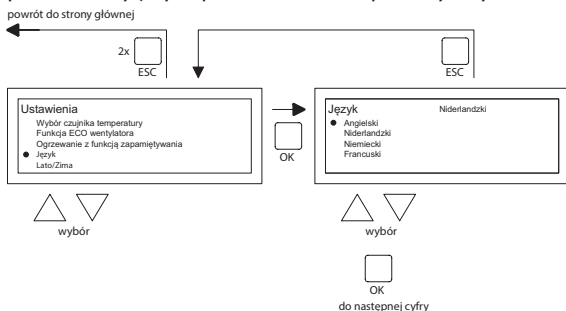 powrót do strony głównej
2x
ESC
ESC
Ustawienia
Wybór czujnika temperatury
Funkcja ECO wentylatora
Ogrzewanie z funkcją zapamiętywania
Język
Lato/Zima
OK
Język Niderlandzki
Angielski
Niderlandzki
Niemiecki
Francuski
wybór
wybór
OK
do następnej cyfry